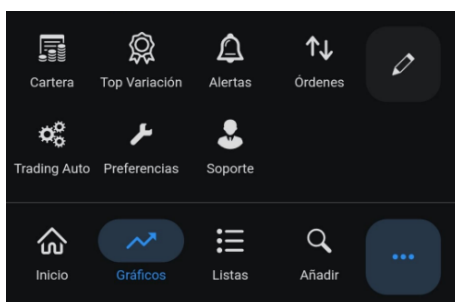 Cartera Top Variación Alertas Órdenes
Trading Auto Preferencias Soporte
Inicio Gráficos Listas Añadir